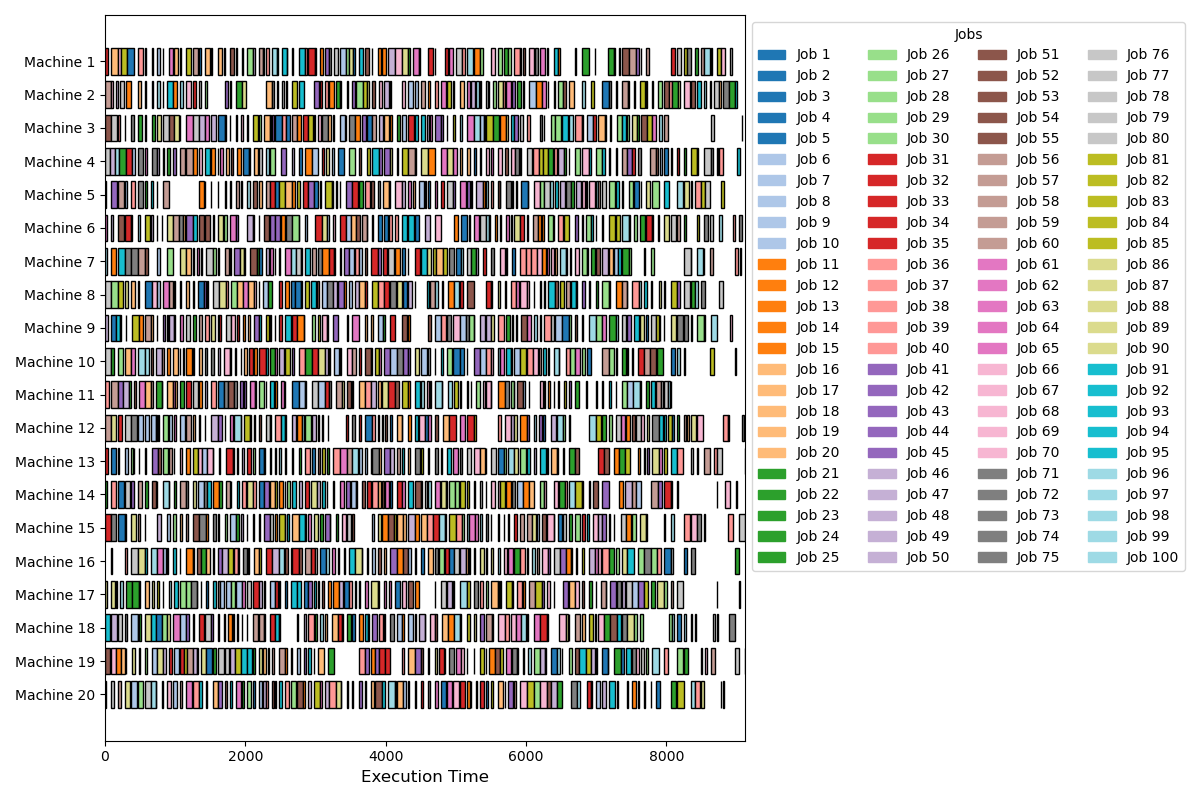 Machine 1
Machine 2
Machine 3
Machine 4
Machine 5
Machine 6
Machine 7
Machine 8
Machine 9
Machine 10
Machine 11
Machine 12
Machine 13
Machine 14
Machine 15
Machine 16
Machine 17
Machine 18
Machine 19
Machine 20
0 2000 4000 6000 8000
Execution Time
Jobs
Job 1 Job 26 Job 51 Job 76
Job 2 Job 27 Job 52 Job 77
Job 3 Job 28 Job 53 Job 78
Job 4 Job 29 Job 54 Job 79
Job 5 Job 30 Job 55 Job 80
Job 6 Job 31 Job 56 Job 81
Job 7 Job 32 Job 57 Job 82
Job 8 Job 33 Job 58 Job 83
Job 9 Job 34 Job 59 Job 84
Job 10 Job 35 Job 60 Job 85
Job 11 Job 36 Job 61 Job 86
Job 12 Job 37 Job 62 Job 87
Job 13 Job 38 Job 63 Job 88
Job 14 Job 39 Job 64 Job 89
Job 15 Job 40 Job 65 Job 90
Job 16 Job 41 Job 66 Job 91
Job 17 Job 42 Job 67 Job 92
Job 18 Job 43 Job 68 Job 93
Job 19 Job 44 Job 69 Job 94
Job 20 Job 45 Job 70 Job 95
Job 21 Job 46 Job 71 Job 96
Job 22 Job 47 Job 72 Job 97
Job 23 Job 48 Job 73 Job 98
Job 24 Job 49 Job 74 Job 99
Job 25 Job 50 Job 75 Job 100